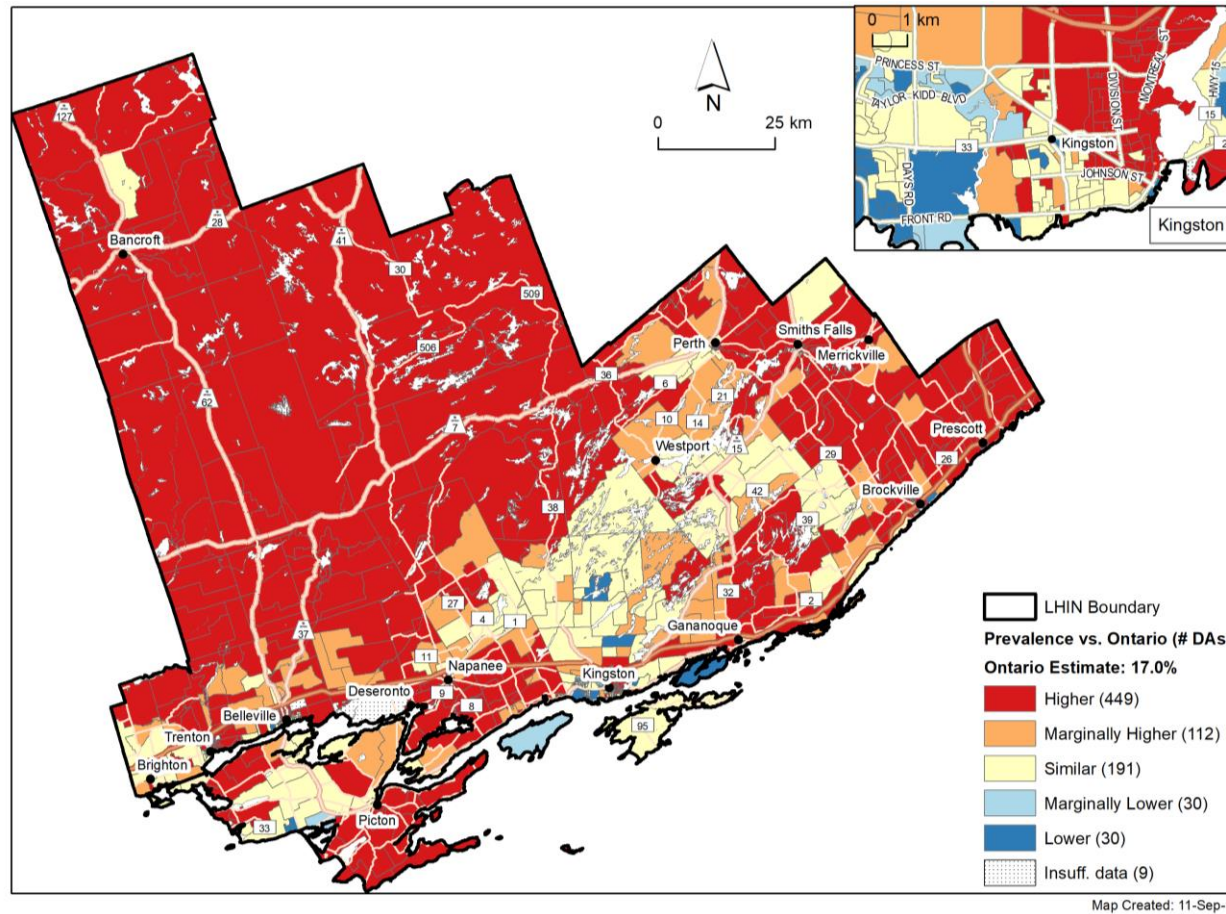 0 1 km
PRINCESS ST
TAYLOR KIDD BLVD
DIVISION ST
MONTREAL ST
HWY 15
15
2
33
Kingston
DAYS RD
JOHNSON ST
FRONT RD
Kingston
N
0 25 km
127
28
Bancroft
41
30
509
506
62
7
36
Perth
Smiths Falls
Merrickville
6
21
10
14
Westport
15
29
Prescott
26
42
Brockville
38
39
27
4
1
32
2
Gananoque
37
11
Napanee
Kingston
Deseronto
9
8
Belleville
95
Trenton
Brighton
Picton
33
LHIN Boundary
Prevalence vs. Ontario (# DAs
Ontario Estimate: 17.0%
Higher (449)
Marginally Higher (112)
Similar (191)
Marginally Lower (30)
Lower (30)
Insuff. data (9)
Map Created: 11-Sep-